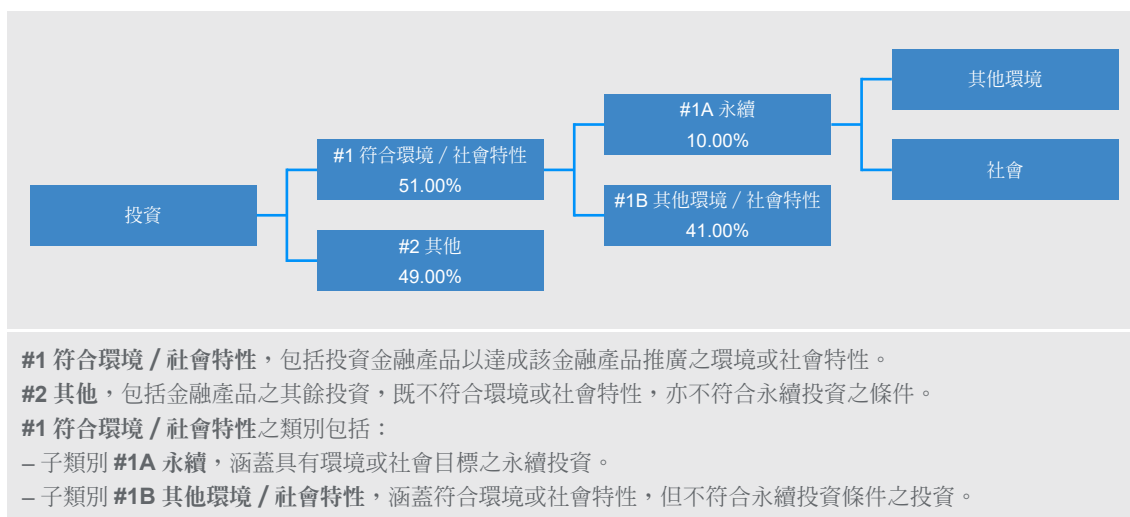 其他環境
#1A 永續
10.00%
#1 符合環境 / 社會特性
51.00%
社會
投資
#1B 其他環境 / 社會特性
41.00%
#2 其他
49.00%
#1 符合環境 / 社會特性，包括投資金融產品以達成該金融產品推廣之環境或社會特性。
#2 其他，包括金融產品之其餘投資，既不符合環境或社會特性，亦不符合永續投資之條件。
#1 符合環境 / 社會特性之類別包括：
– 子類別 #1A 永續，涵蓋具有環境或社會目標之永續投資。
– 子類別 #1B 其他環境 / 社會特性，涵蓋符合環境或社會特性，但不符合永續投資條件之投資。